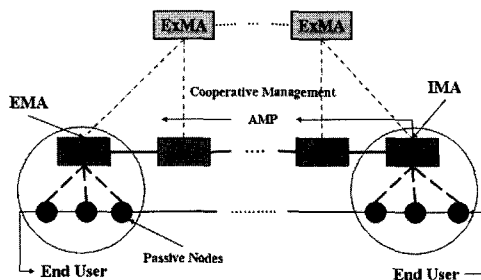 ExMA ExMA
Cooperative Management
EMA IMA
AMP
Passive Nodes
End User End User